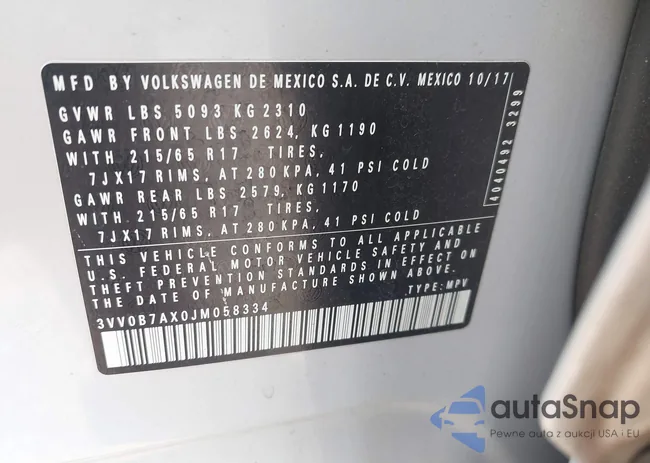 MFD BY VOLKSWAGEN DE MEXICO S.A. DE C.V. MEXICO 10/17
GVWR LBS 5093 KG 2310
GAWR FRONT LBS 2624, KG 1190
WITH 215/65 R17 TIRES,
7JX17 RIMS, AT 280 KPA, 41 PSI COLD
GAWR REAR LBS 2579, KG 1170
WITH 215/65 R17 TIRES,
7JX17 RIMS, AT 280 KPA, 41 PSI COLD
THIS VEHICLE CONFORMS TO ALL APPLICABLE
U.S. FEDERAL MOTOR VEHICLE SAFETY AND
THEFT PREVENTION STANDARDS IN EFFECT ON
THE DATE OF MANUFACTURE SHOWN ABOVE.
3VV0B7AX0JM058334 TYPE: MPV
4040492 3299
autaSnap
Pewne auta z aukcji USA i EU